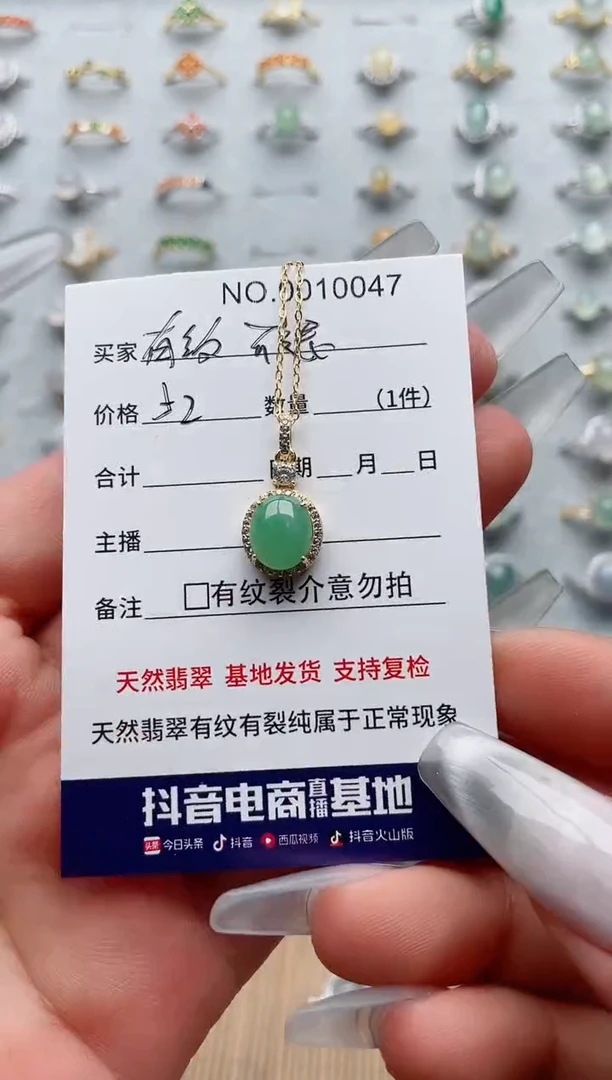 NO.0010047
买家 有纹
价格 数量 (1件)
合计 日期 月 日
主播
备注 □有纹裂介意勿拍
天然翡翠 基地发货 支持复检
天然翡翠有纹有裂纯属于正常现象
抖音电商直播基地
头条 今日头条 抖音 西瓜视频 抖音火山版